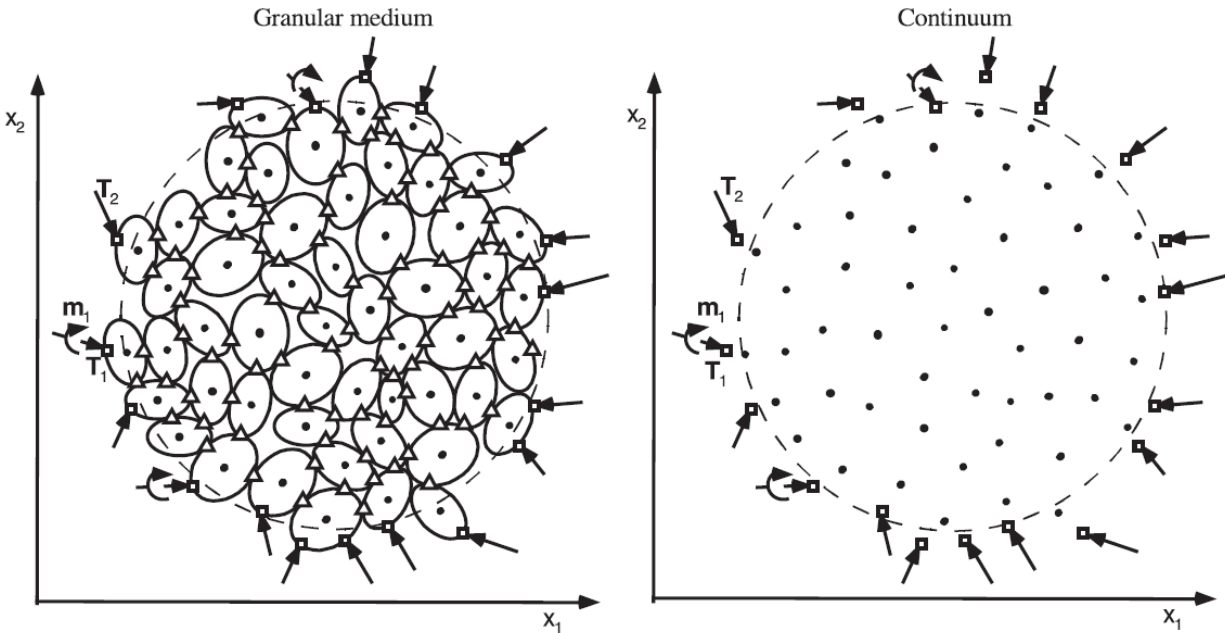 Granular medium
Continuum
x₂
T₂
m₁
T₁
x₁
x₂
T₂
m₁
T₁
x₁